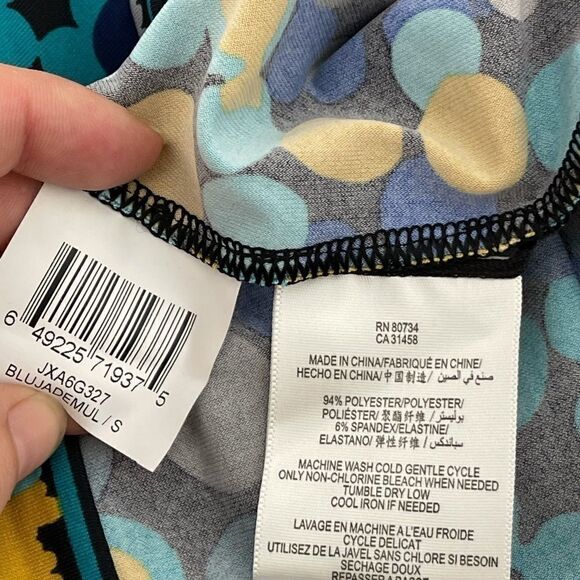 6 49225 71937 5
JXA6G327
BLUJADEMUL / S
RN 80734
CA 31458
MADE IN CHINA/FABRIQUÉ EN CHINE/
HECHO EN CHINA/中国制造/ صنع في الصين
94% POLYESTER/POLYESTER/
POLIÉSTER/聚酯纤维/بوليستر
6% SPANDEX/ELASTINE/
ELASTANO/弹性纤维/سباندكس
MACHINE WASH COLD GENTLE CYCLE
ONLY NON-CHLORINE BLEACH WHEN NEEDED
TUMBLE DRY LOW
COOL IRON IF NEEDED
LAVAGE EN MACHINE A L'EAU FROIDE
CYCLE DELICAT
UTILISEZ DE LA JAVEL SANS CHLORE SI BESOIN
SECHAGE DOUX